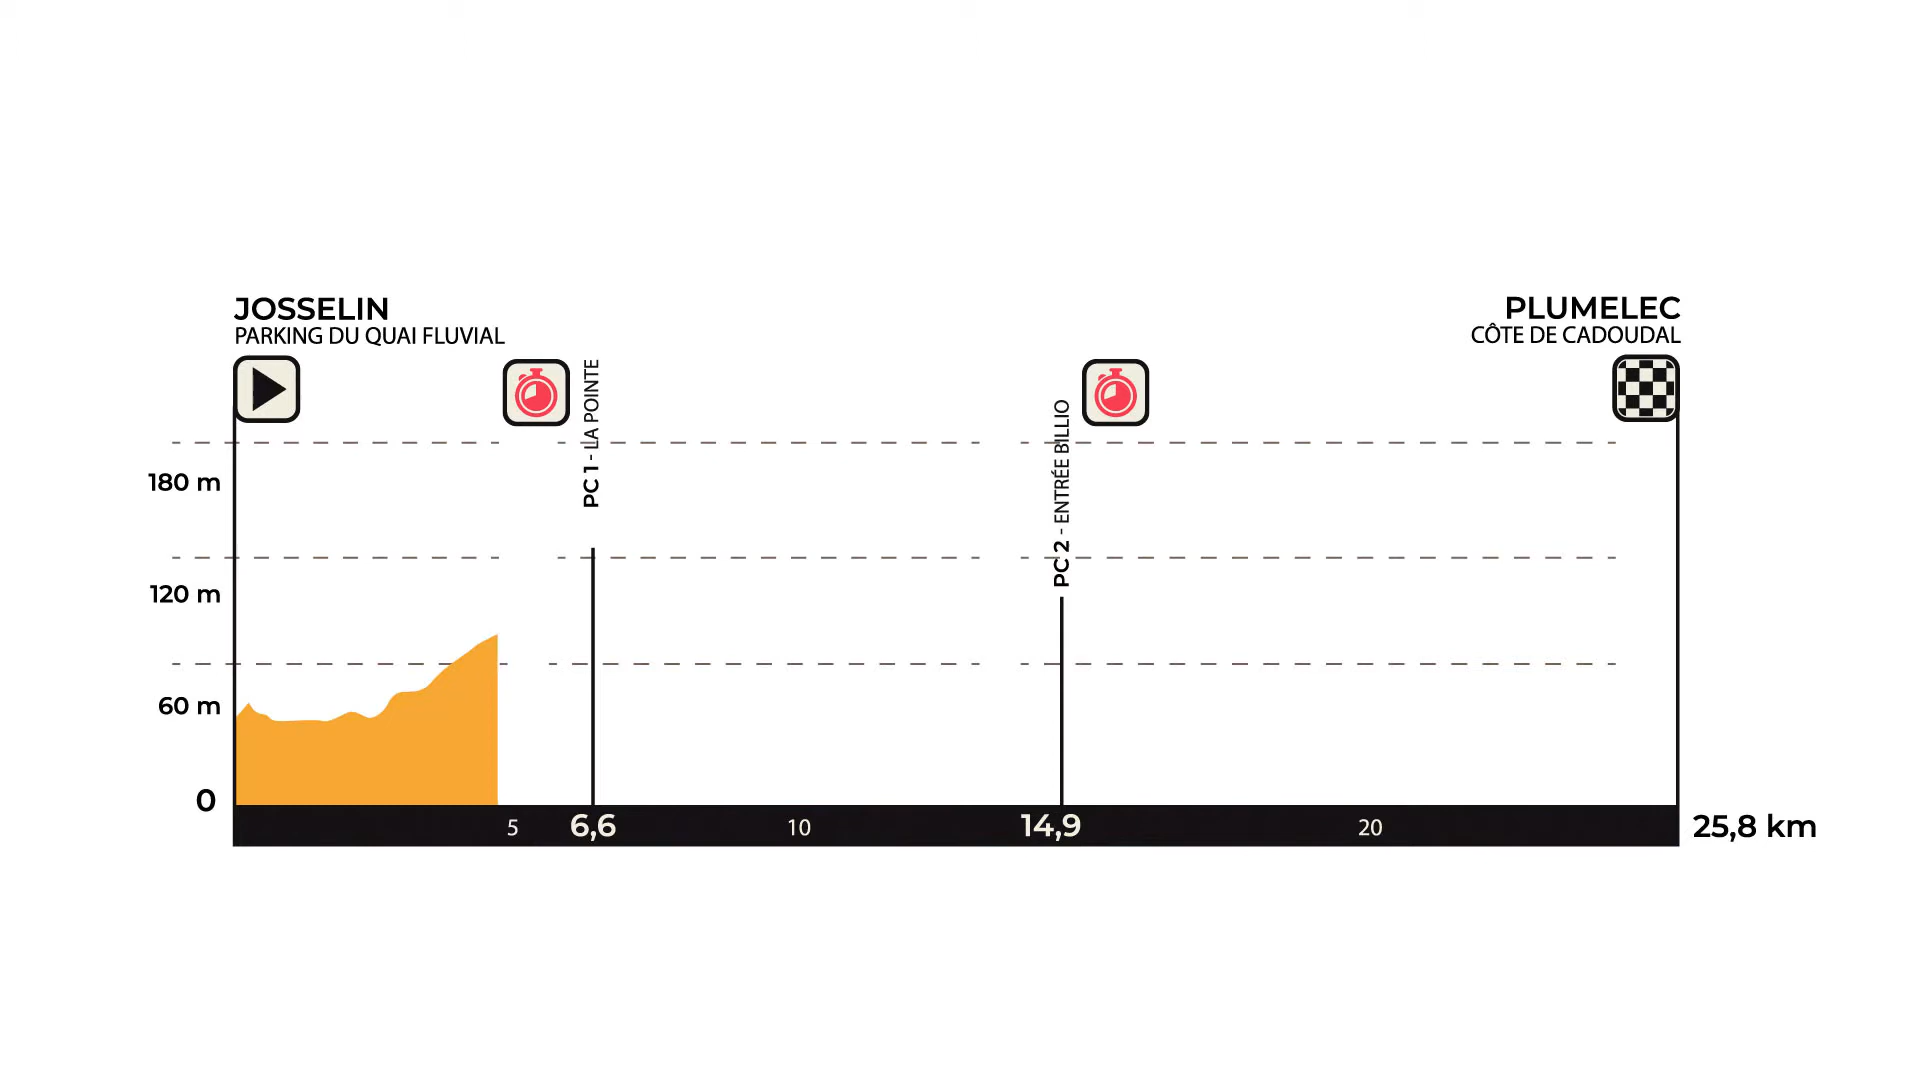 JOSSELIN
PARKING DU QUAI FLUVIAL
PLUMELEC
CÔTE DE CADOUDAL
PC 1 - LA POINTE
PC 2 - ENTRÉE BILLIO
180 m
120 m
60 m
0
5
6,6
10
14,9
20
25,8 km